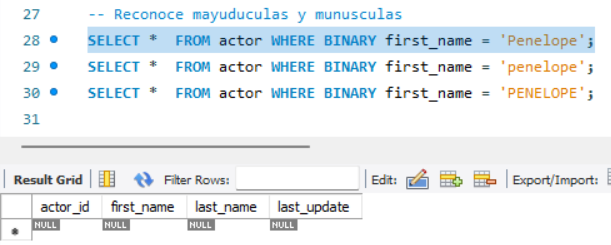 27 -- Reconoce mayuduculas y munusculas
28 SELECT * FROM actor WHERE BINARY first_name = 'Penelope';
29 SELECT * FROM actor WHERE BINARY first_name = 'penelope';
30 SELECT * FROM actor WHERE BINARY first_name = 'PENELOPE';
31
Result Grid Filter Rows: Edit: Export/Import:
actor_id first_name last_name last_update
* NULL NULL NULL NULL